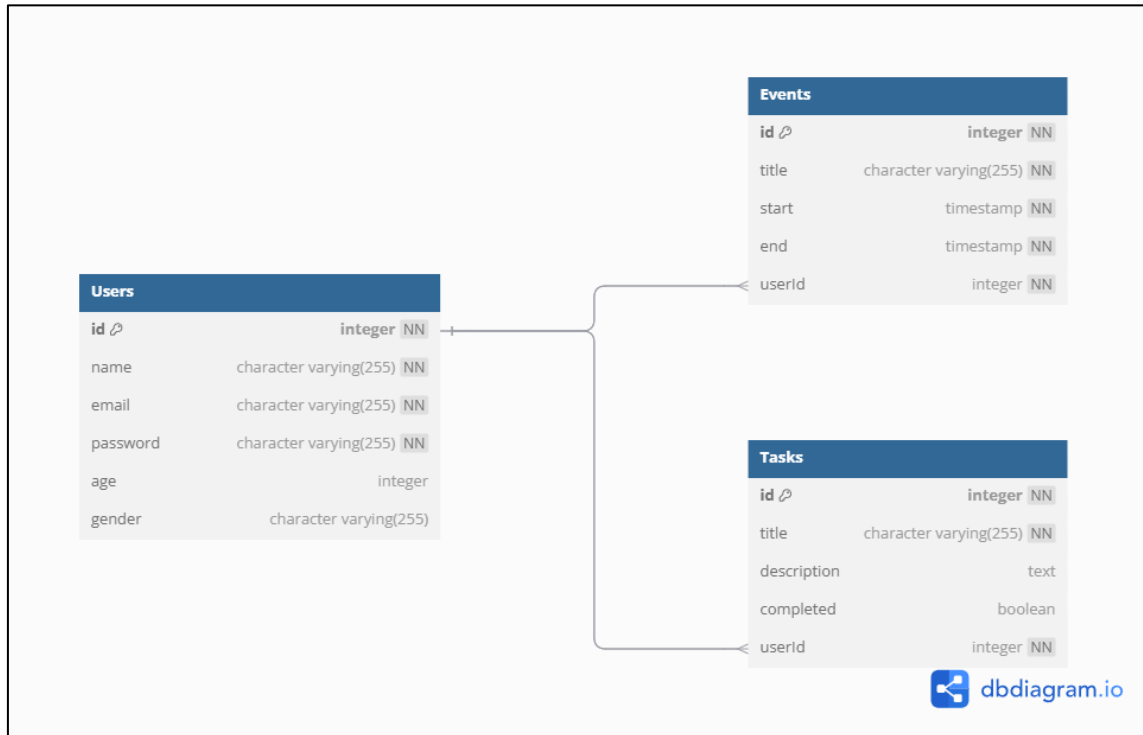 Users
id integer NN
name character varying(255) NN
email character varying(255) NN
password character varying(255) NN
age integer
gender character varying(255)
Events
id integer NN
title character varying(255) NN
start timestamp NN
end timestamp NN
userId integer NN
Tasks
id integer NN
title character varying(255) NN
description text
completed boolean
userId integer NN
dbdiagram.io